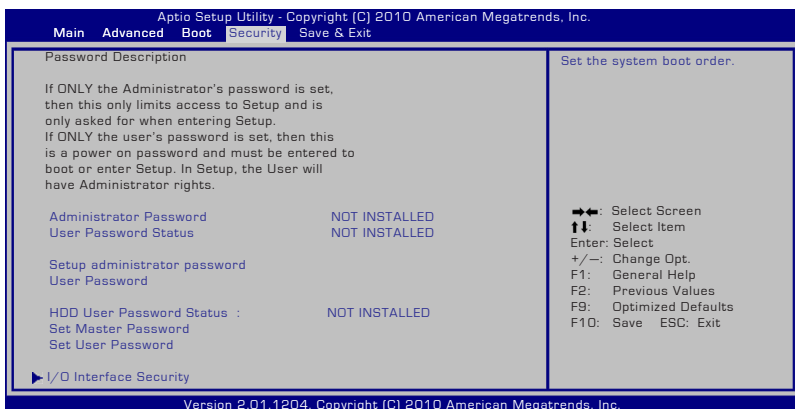 Aptio Setup Utility - Copyright (C) 2010 American Megatrends, Inc.
Main Advanced Boot Security Save & Exit
Password Description
If ONLY the Administrator's password is set,
then this only limits access to Setup and is
only asked for when entering Setup.
If ONLY the user's password is set, then this
is a power on password and must be entered to
boot or enter Setup. In Setup, the User will
have Administrator rights.
Administrator Password NOT INSTALLED
User Password Status NOT INSTALLED
Setup administrator password
User Password
HDD User Password Status : NOT INSTALLED
Set Master Password
Set User Password
I/O Interface Security
Set the system boot order.
→←: Select Screen
↑↓: Select Item
Enter: Select
+/—: Change Opt.
F1: General Help
F2: Previous Values
F9: Optimized Defaults
F10: Save ESC: Exit
Version 2.01.1204. Copyright (C) 2010 American Megatrends, Inc.